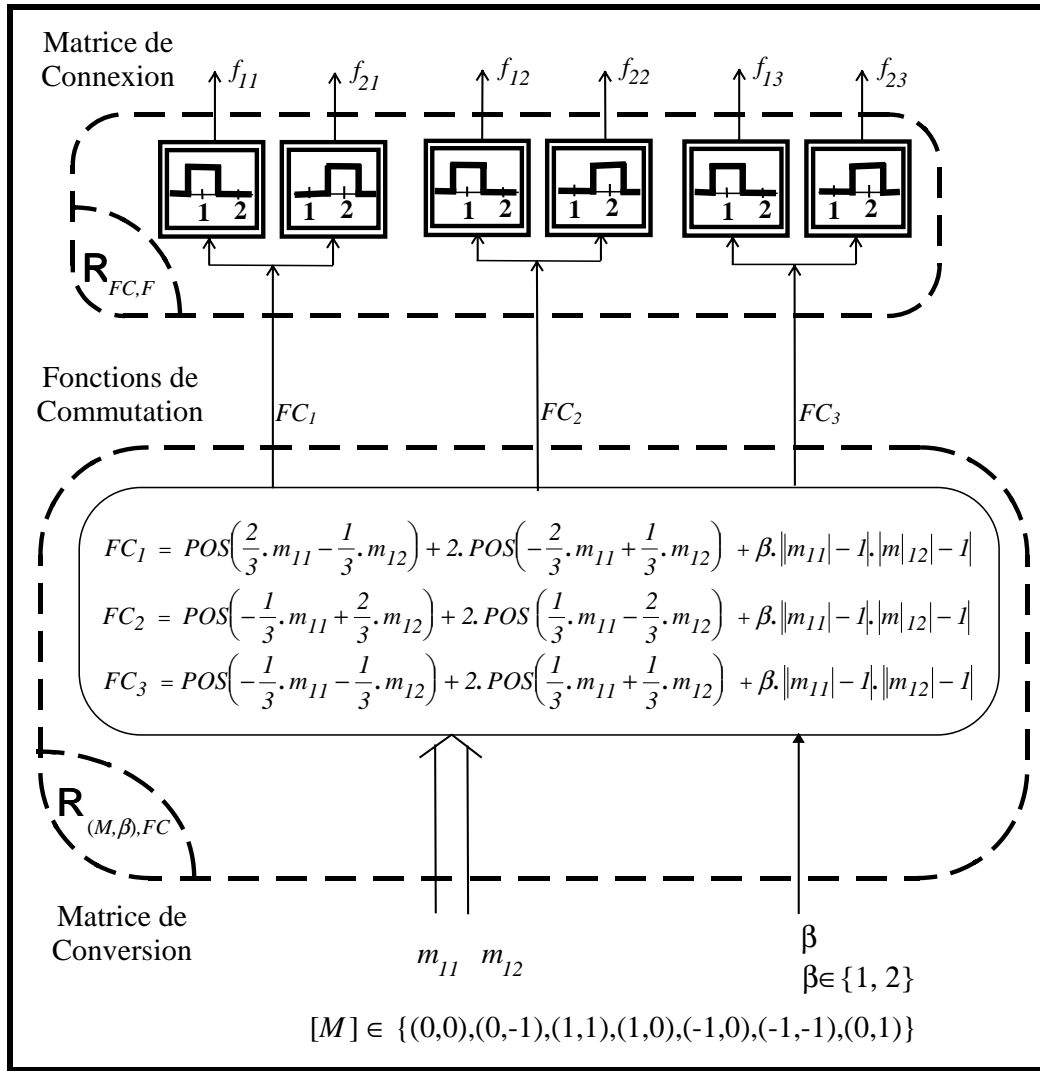 Matrice de
Connexion
f11 f21 f12 f22 f13 f23
1 2 1 2 1 2 1 2 1 2 1 2
R FC,F
Fonctions de
Commutation
FC1 FC2 FC3
FC1 = POS(2/3 . m11 − 1/3 . m12) + 2. POS(−2/3 . m11 + 1/3 . m12) + β.||m11| − 1|.|m|12| − 1|
FC2 = POS(−1/3 . m11 + 2/3 . m12) + 2. POS(1/3 . m11 − 2/3 . m12) + β.||m11| − 1|.|m|12| − 1|
FC3 = POS(−1/3 . m11 − 1/3 . m12) + 2. POS(1/3 . m11 + 1/3 . m12) + β.||m11| − 1|.||m12| − 1|
R (M,β),FC
Matrice de
Conversion
m11 m12
β
β∈{1, 2}
[M] ∈ {(0,0),(0,-1),(1,1),(1,0),(-1,0),(-1,-1),(0,1)}